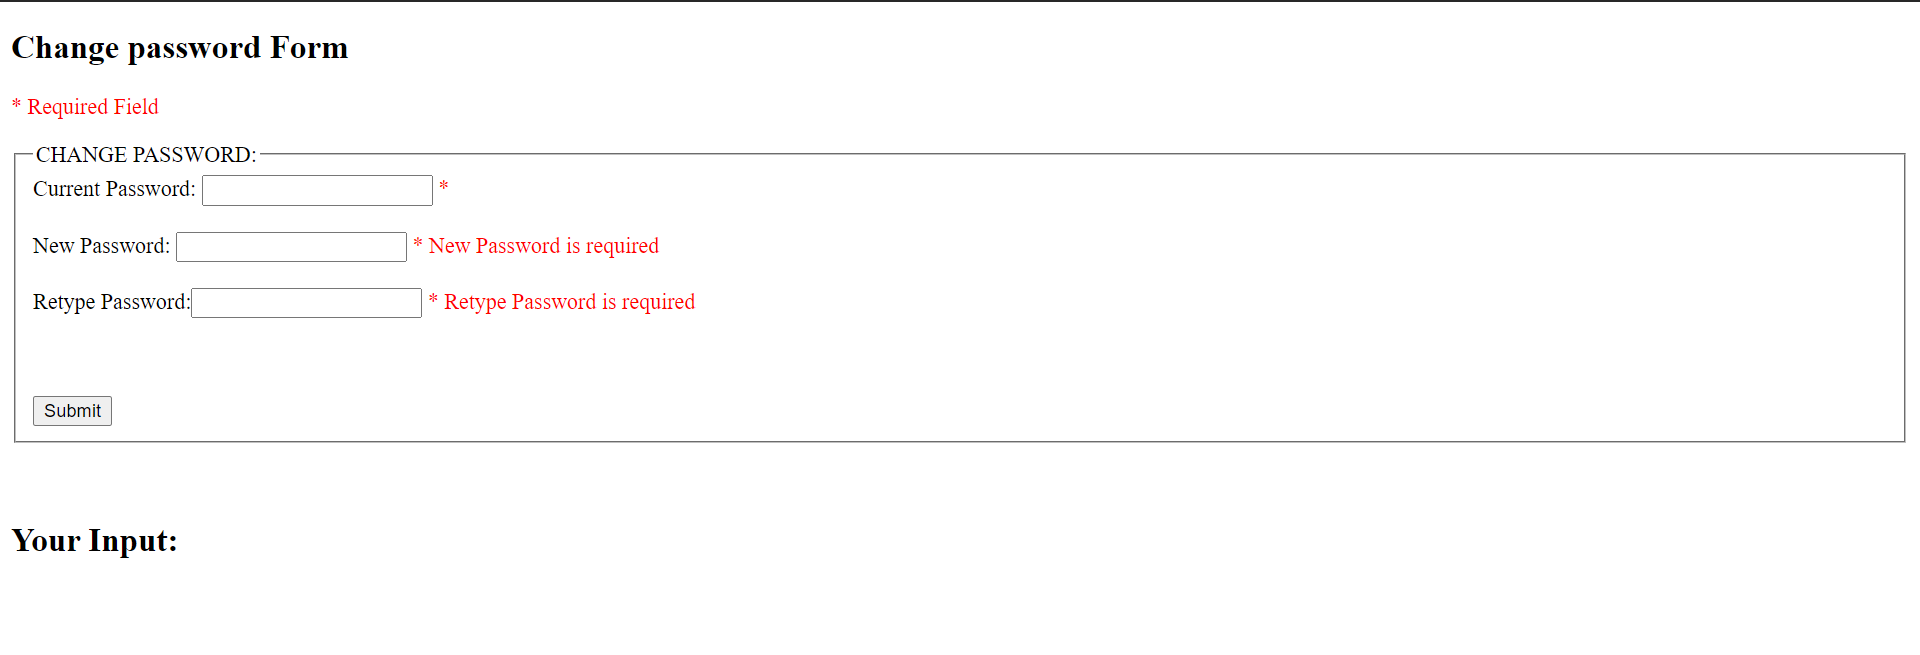 Change password Form
* Required Field
CHANGE PASSWORD:
Current Password: *
New Password: * New Password is required
Retype Password: * Retype Password is required
Submit
Your Input: